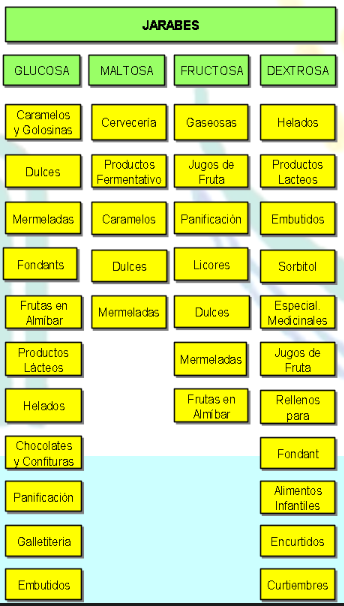 JARABES
GLUCOSA
MALTOSA
FRUCTOSA
DEXTROSA
Caramelos
y Golosinas
Dulces
Mermeladas
Fondants
Frutas en
Almíbar
Productos
Lácteos
Helados
Chocolates
y Confituras
Panificación
Galletiteria
Embutidos
Cervecería
Productos
Fermentativo
Caramelos
Dulces
Mermeladas
Gaseosas
Jugos de
Fruta
Panificación
Licores
Dulces
Mermeladas
Frutas en
Almíbar
Helados
Productos
Lacteos
Embutidos
Sorbitol
Especial.
Medicinales
Jugos de
Fruta
Rellenos
para
Fondant
Alimentos
Infantiles
Encurtidos
Curtiembres